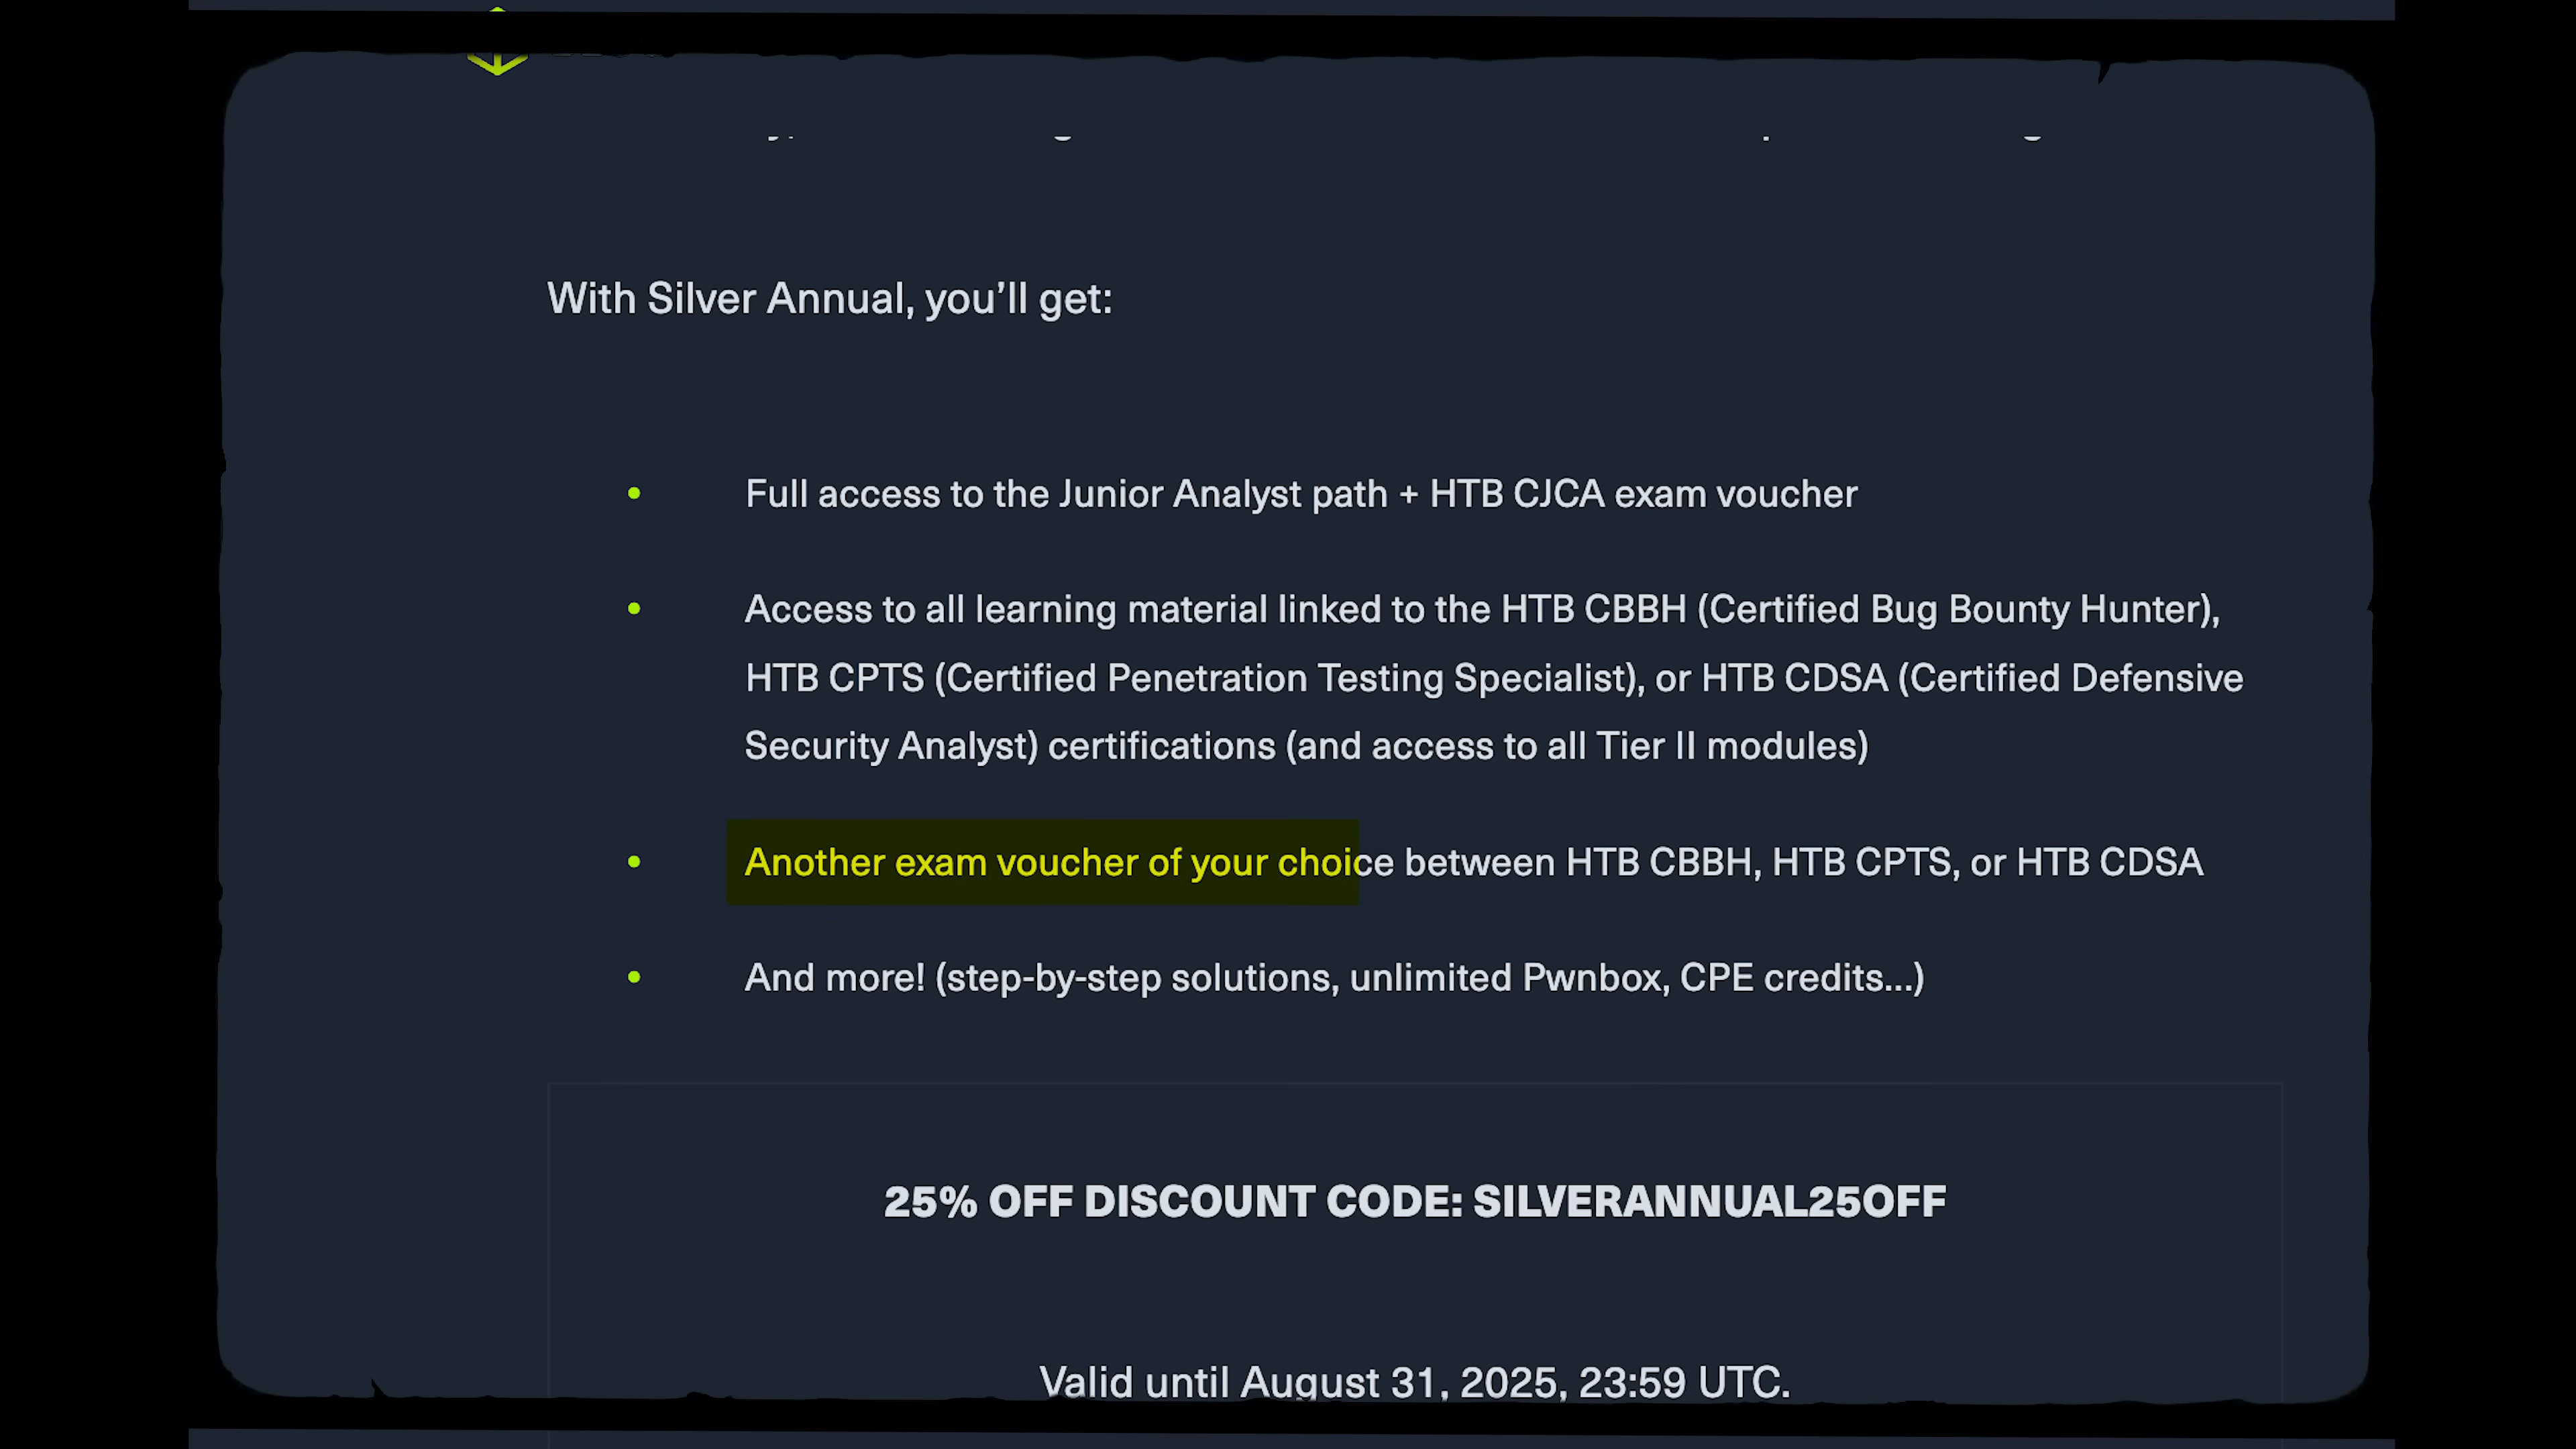 With Silver Annual, you’ll get:
• Full access to the Junior Analyst path + HTB CJCA exam voucher
• Access to all learning material linked to the HTB CBBH (Certified Bug Bounty Hunter),
HTB CPTS (Certified Penetration Testing Specialist), or HTB CDSA (Certified Defensive
Security Analyst) certifications (and access to all Tier II modules)
• Another exam voucher of your choice between HTB CBBH, HTB CPTS, or HTB CDSA
• And more! (step-by-step solutions, unlimited Pwnbox, CPE credits...)
25% OFF DISCOUNT CODE: SILVERANNUAL25OFF
Valid until August 31, 2025, 23:59 UTC.